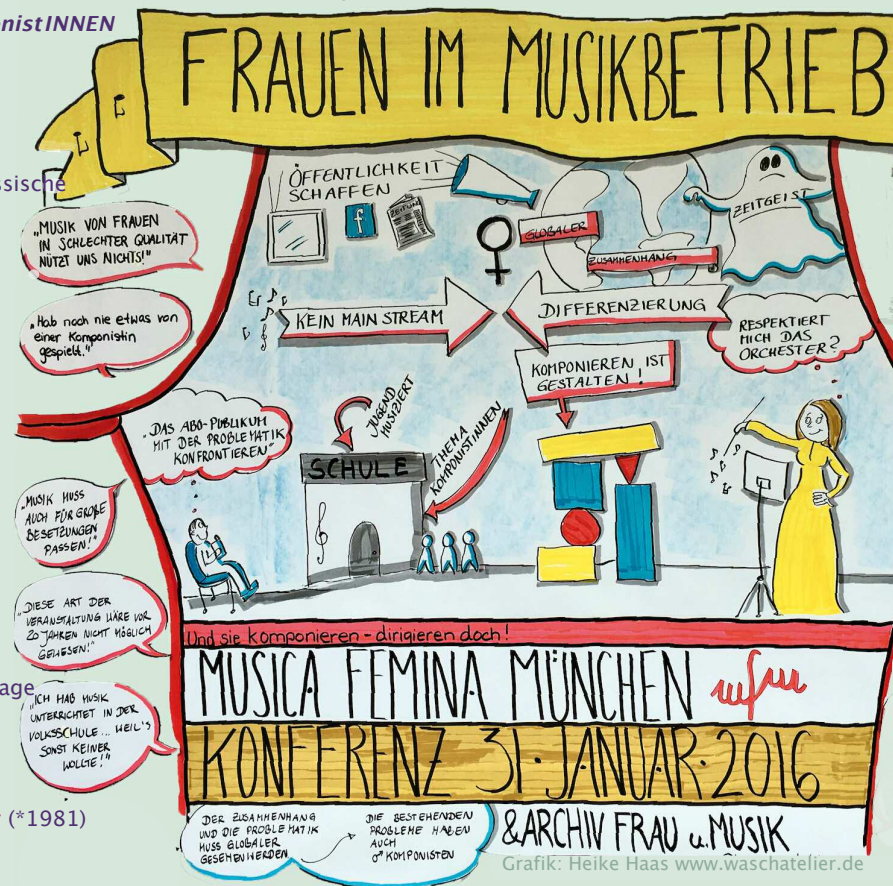 onistINNEN
FRAUEN IM MUSIKBETRIEB
ssische
ÖFFENTLICHKEIT
SCHAFFEN
f
ZEITUNG
GLOBALER
ZUSAMMENHANG
ZEITGEIST
„MUSIK VON FRAUEN
IN SCHLECHTER QUALITÄT
NÜTZT UNS NICHTS!"
„Hab noch nie etwas von
einer Komponistin
gespielt."
KEIN MAIN STREAM
DIFFERENZIERUNG
RESPEKTIERT
MICH DAS
ORCHESTER?
KOMPONIEREN IST
GESTALTEN!
„DAS ABO-PUBLIKUM
MIT DER PROBLEMATIK
KONFRONTIEREN"
JUGEND
MUSIZIERT
THEMA
KOMPONISTINNEN
SCHULE
„MUSIK MUSS
AUCH FÜR GROßE
BESETZUNGEN
PASSEN!"
„DIESE ART DER
VERANSTALTUNG WÄRE VOR
20 JAHREN NICHT MÖGLICH
GEWESEN!"
age
„ICH HAB MUSIK
UNTERRICHTET IN DER
VOLKSSCHULE... WEIL'S
SONST KEINER
WOLLTE!"
(*1981)
Und sie komponieren - dirigieren doch!
MUSICA FEMINA MÜNCHEN mfm
KONFERENZ 31. JANUAR. 2016
DER ZUSAMMENHANG
UND DIE PROBLEMATIK
MUSS GLOBALER
GESEHEN WERDEN
DIE BESTEHENDEN
PROBLEME HABEN
AUCH
♂ KOMPONISTEN
& ARCHIV FRAU u. MUSIK
Grafik: Heike Haas www.waschatelier.de